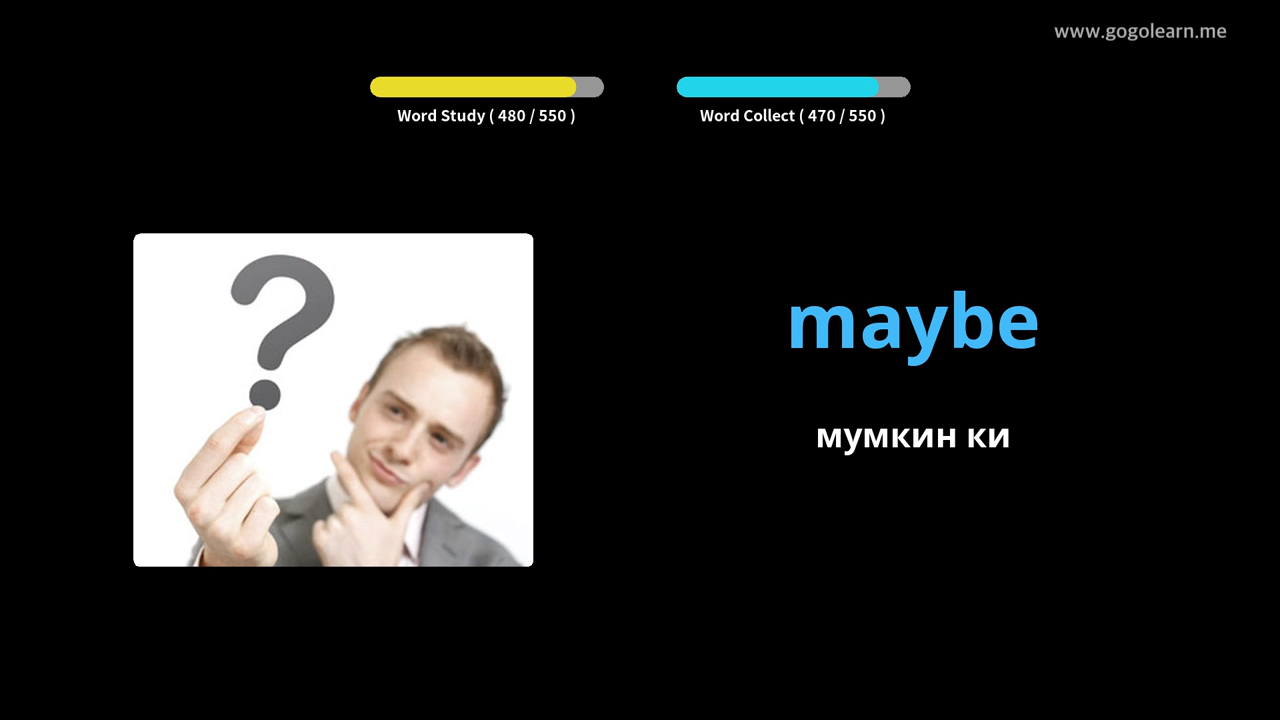 www.gogolearn.me
Word Study ( 480 / 550 )
Word Collect ( 470 / 550 )
?
maybe
мумкин ки